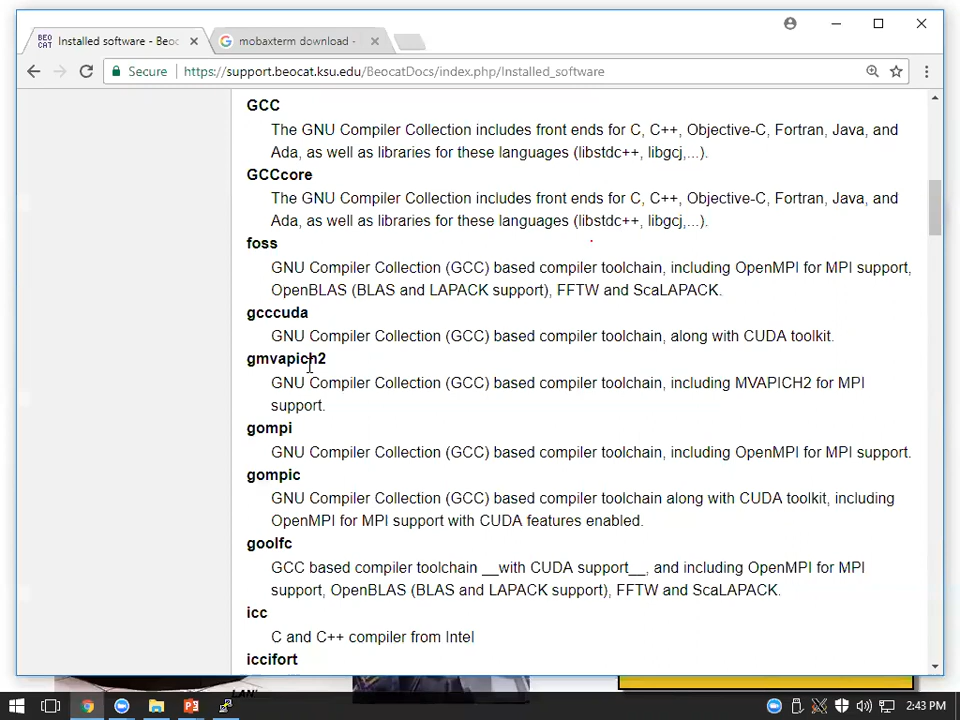 BEO CAT Installed software - Beoc
mobaxterm download -
Secure https://support.beocat.ksu.edu/BeocatDocs/index.php/Installed_software
GCC
The GNU Compiler Collection includes front ends for C, C++, Objective-C, Fortran, Java, and
Ada, as well as libraries for these languages (libstdc++, libgcj,...).
GCCcore
The GNU Compiler Collection includes front ends for C, C++, Objective-C, Fortran, Java, and
Ada, as well as libraries for these languages (libstdc++, libgcj,...).
foss
GNU Compiler Collection (GCC) based compiler toolchain, including OpenMPI for MPI support,
OpenBLAS (BLAS and LAPACK support), FFTW and ScaLAPACK.
gcccuda
GNU Compiler Collection (GCC) based compiler toolchain, along with CUDA toolkit.
gmvapich2
GNU Compiler Collection (GCC) based compiler toolchain, including MVAPICH2 for MPI
support.
gompi
GNU Compiler Collection (GCC) based compiler toolchain, including OpenMPI for MPI support.
gompic
GNU Compiler Collection (GCC) based compiler toolchain along with CUDA toolkit, including
OpenMPI for MPI support with CUDA features enabled.
goolfc
GCC based compiler toolchain __with CUDA support__, and including OpenMPI for MPI
support, OpenBLAS (BLAS and LAPACK support), FFTW and ScaLAPACK.
icc
C and C++ compiler from Intel
iccifort
2:43 PM